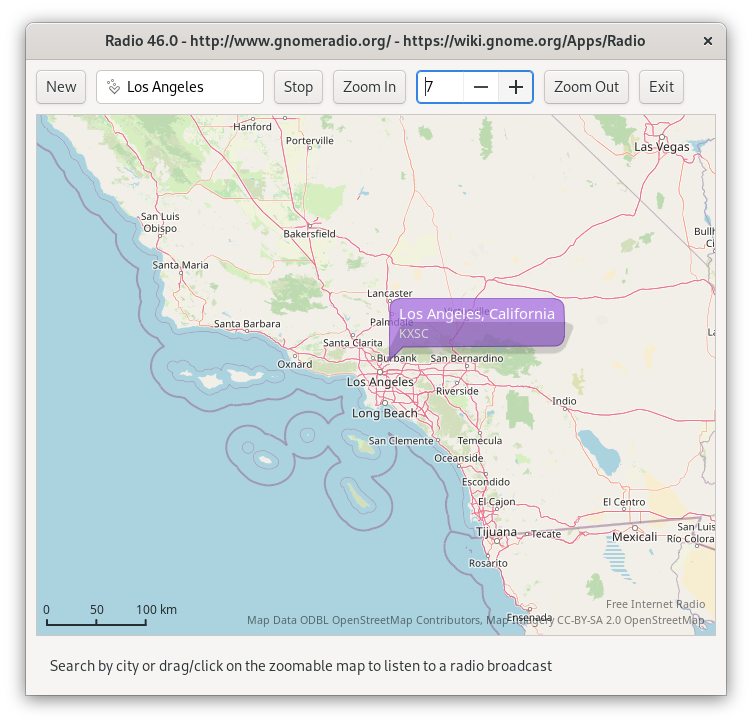 Radio 46.0 - http://www.gnomeradio.org/ - https://wiki.gnome.org/Apps/Radio
New
Los Angeles
Stop
Zoom In
7
Zoom Out
Exit
Hanford
Porterville
Las Vegas
San Luis
Obispo
Bakersfield
Santa Maria
Lancaster
Los Angeles, California
KXSC
Santa Barbara
Santa Clarita
Burbank
San Bernardino
Oxnard
Los Angeles
Riverside
Long Beach
Indio
San Clemente
Temecula
Oceanside
Escondido
El Cajon
El Centro
Tijuana
Tecate
Mexicali
San Luis
Río Colora
Rosarito
Ensenada
0 50 100 km
Free Internet Radio
Map Data ODBL OpenStreetMap Contributors, Map Imagery CC-BY-SA 2.0 OpenStreetMap
Search by city or drag/click on the zoomable map to listen to a radio broadcast